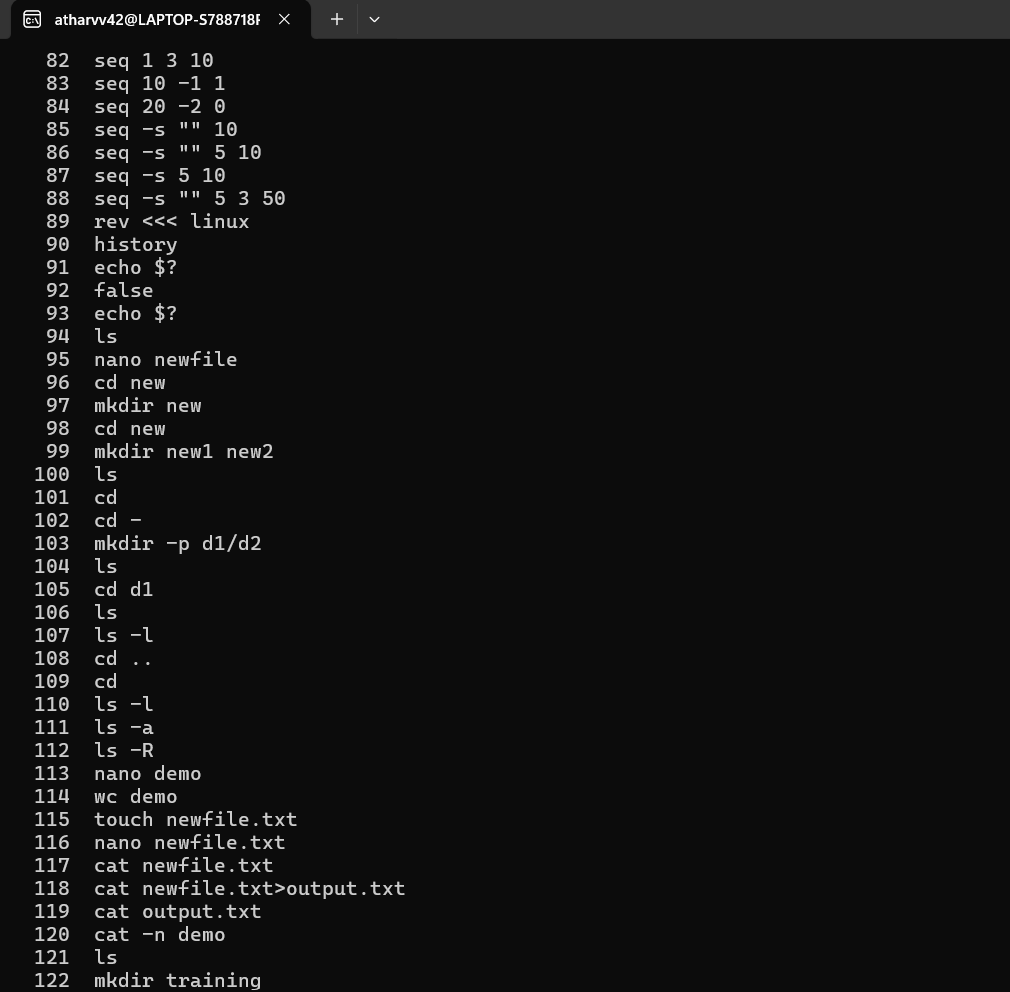 atharvv42@LAPTOP-S788718F
82 seq 1 3 10
83 seq 10 -1 1
84 seq 20 -2 0
85 seq -s "" 10
86 seq -s "" 5 10
87 seq -s 5 10
88 seq -s "" 5 3 50
89 rev <<< linux
90 history
91 echo $?
92 false
93 echo $?
94 ls
95 nano newfile
96 cd new
97 mkdir new
98 cd new
99 mkdir new1 new2
100 ls
101 cd
102 cd -
103 mkdir -p d1/d2
104 ls
105 cd d1
106 ls
107 ls -l
108 cd ..
109 cd
110 ls -l
111 ls -a
112 ls -R
113 nano demo
114 wc demo
115 touch newfile.txt
116 nano newfile.txt
117 cat newfile.txt
118 cat newfile.txt>output.txt
119 cat output.txt
120 cat -n demo
121 ls
122 mkdir training